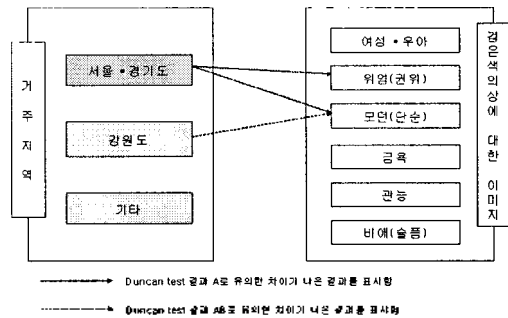 거주지역
서울・경기도
강원도
기타
여성・우아
위엄(권위)
모던(단순)
금욕
관능
비애(슬픔)
검은색의상에 대한 이미지
Duncan test 결과 A로 유의한 차이가 나온 결과를 표시함
Duncan test 결과 AB로 유의한 차이가 나온 결과를 표시함